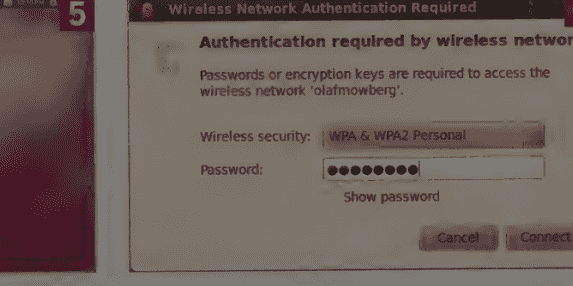 5
Wireless Network Authentication Required
Authentication required by wireless networ
Passwords or encryption keys are required to access the
wireless network 'olafmowberg'.
Wireless security: WPA & WPA2 Personal
Password: ●●●●●●●●
Show password
Cancel Connect